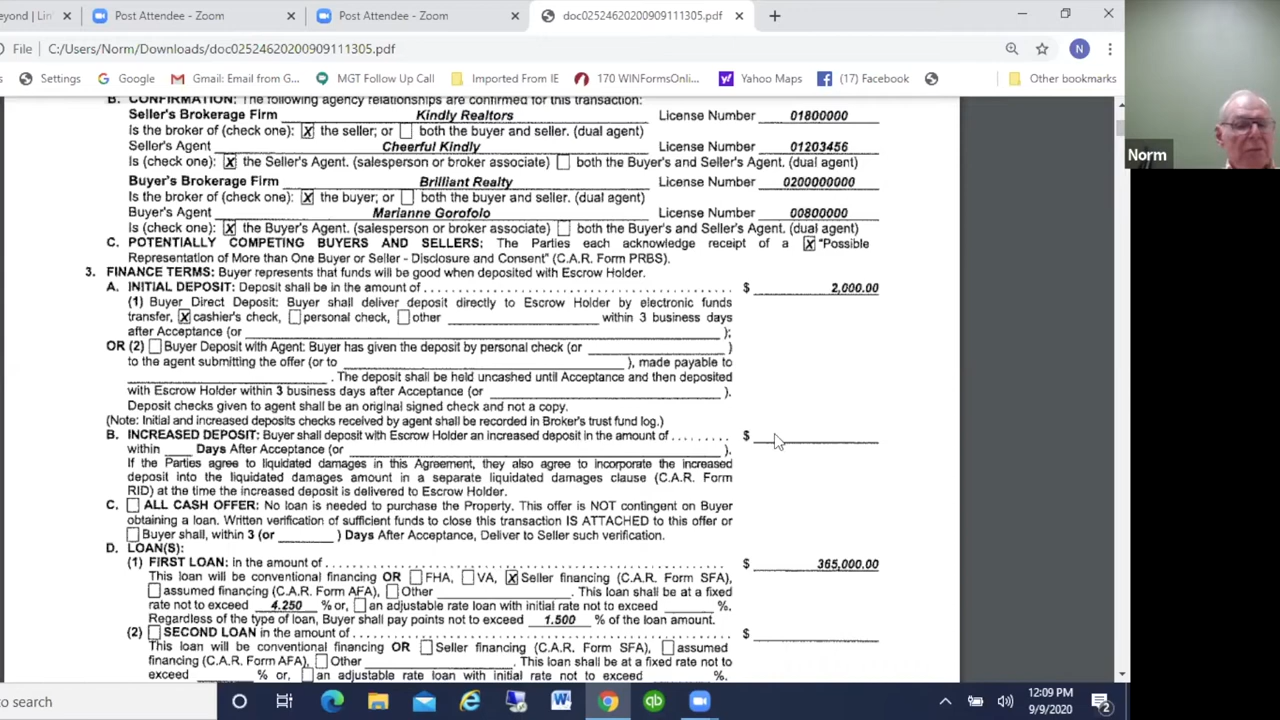 eyond | Lin
Post Attendee - Zoom
Post Attendee - Zoom
doc02524620200909111305.pdf
File C:/Users/Norm/Downloads/doc02524620200909111305.pdf
N
Settings
Google
Gmail: Email from G...
MGT Follow Up Call
Imported From IE
170 WINFormsOnli...
Yahoo Maps
(17) Facebook
Other bookmarks
B. CONFIRMATION: The following agency relationships are confirmed for this transaction:
Seller's Brokerage Firm Kindly Realtors License Number 01800000
Is the broker of (check one): X the seller; or both the buyer and seller. (dual agent)
Seller's Agent Cheerful Kindly License Number 01203456
Is (check one): X the Seller's Agent. (salesperson or broker associate) both the Buyer's and Seller's Agent. (dual agent)
Buyer's Brokerage Firm Brilliant Realty License Number 0200000000
Is the broker of (check one): X the buyer; or both the buyer and seller. (dual agent)
Buyer's Agent Marianne Gorofolo License Number 00800000
Is (check one): X the Buyer's Agent. (salesperson or broker associate) both the Buyer's and Seller's Agent. (dual agent)
C. POTENTIALLY COMPETING BUYERS AND SELLERS: The Parties each acknowledge receipt of a X "Possible
Representation of More than One Buyer or Seller - Disclosure and Consent" (C.A.R. Form PRBS).
3. FINANCE TERMS: Buyer represents that funds will be good when deposited with Escrow Holder.
A. INITIAL DEPOSIT: Deposit shall be in the amount of $ 2,000.00
(1) Buyer Direct Deposit: Buyer shall deliver deposit directly to Escrow Holder by electronic funds
transfer, X cashier's check, personal check, other within 3 business days
after Acceptance (or );
OR (2) Buyer Deposit with Agent: Buyer has given the deposit by personal check (or )
to the agent submitting the offer (or to ), made payable to
. The deposit shall be held uncashed until Acceptance and then deposited
with Escrow Holder within 3 business days after Acceptance (or ).
Deposit checks given to agent shall be an original signed check and not a copy.
(Note: Initial and increased deposits checks received by agent shall be recorded in Broker's trust fund log.)
B. INCREASED DEPOSIT: Buyer shall deposit with Escrow Holder an increased deposit in the amount of $
within Days After Acceptance (or ).
If the Parties agree to liquidated damages in this Agreement, they also agree to incorporate the increased
deposit into the liquidated damages amount in a separate liquidated damages clause (C.A.R. Form
RID) at the time the increased deposit is delivered to Escrow Holder.
C. ALL CASH OFFER: No loan is needed to purchase the Property. This offer is NOT contingent on Buyer
obtaining a loan. Written verification of sufficient funds to close this transaction IS ATTACHED to this offer or
Buyer shall, within 3 (or ) Days After Acceptance, Deliver to Seller such verification.
D. LOAN(S):
(1) FIRST LOAN: in the amount of $ 365,000.00
This loan will be conventional financing OR FHA, VA, X Seller financing (C.A.R. Form SFA),
assumed financing (C.A.R. Form AFA), Other . This loan shall be at a fixed
rate not to exceed 4.250 % or, an adjustable rate loan with initial rate not to exceed %.
Regardless of the type of loan, Buyer shall pay points not to exceed 1.500 % of the loan amount.
(2) SECOND LOAN in the amount of $
This loan will be conventional financing OR Seller financing (C.A.R. Form SFA), assumed
financing (C.A.R. Form AFA), Other . This loan shall be at a fixed rate not to
exceed % or, an adjustable rate loan with initial rate not to exceed %.
Norm
to search
12:09 PM
9/9/2020
2